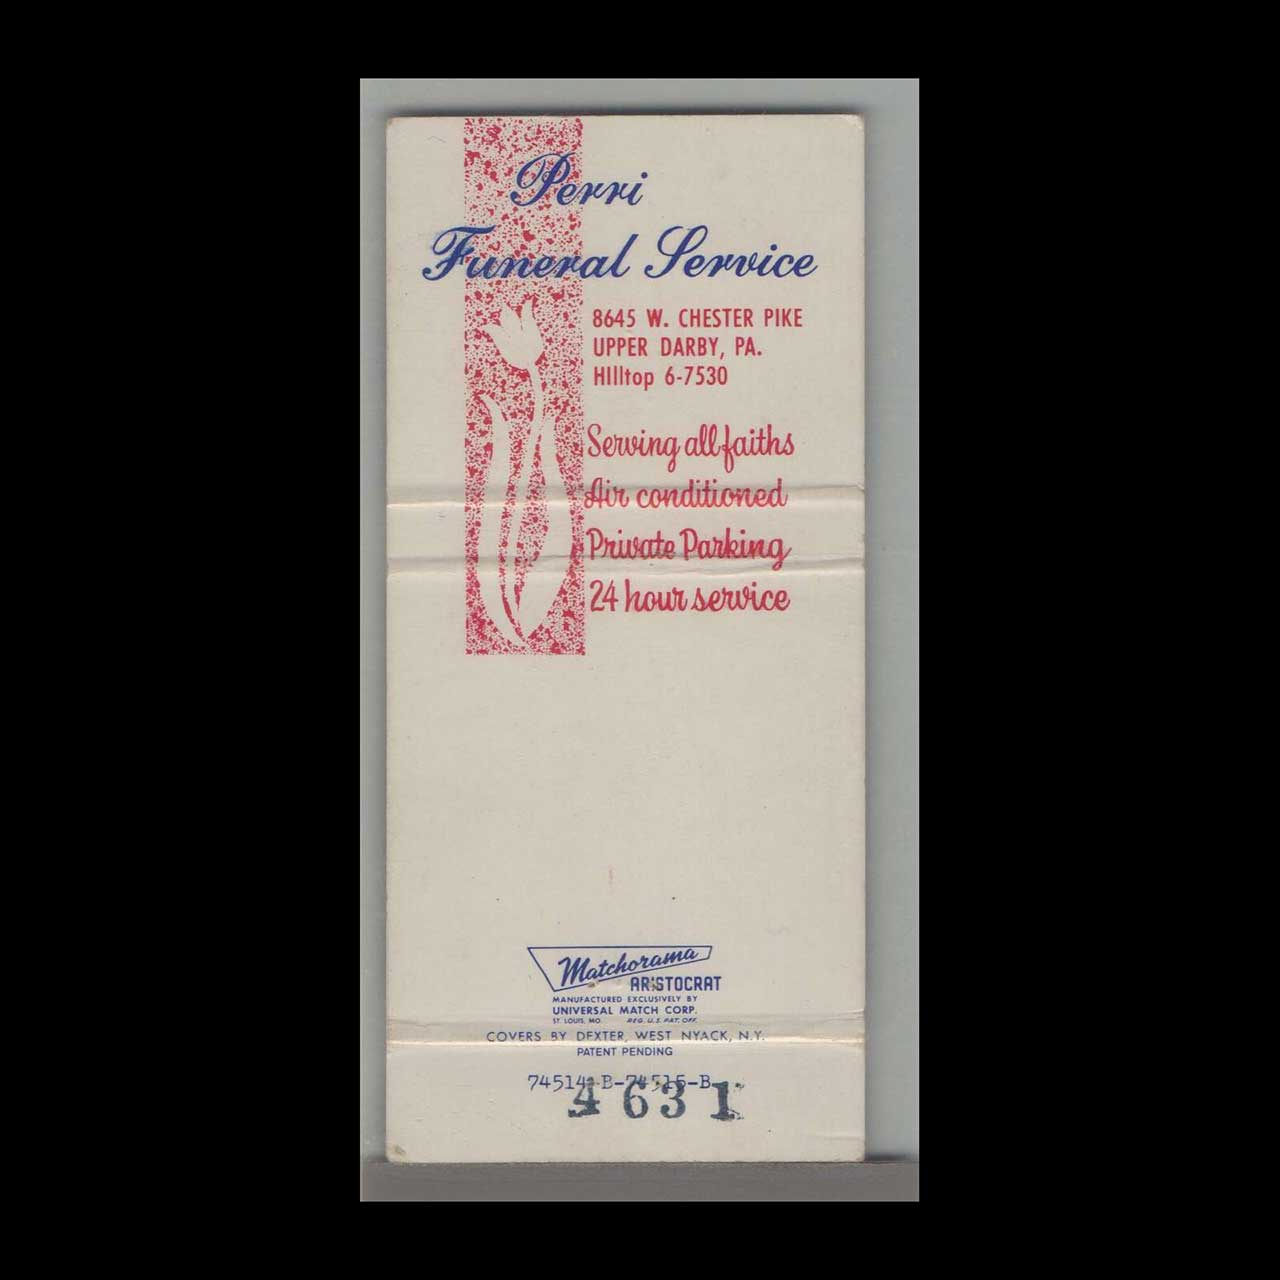 Perri
Funeral Service
8645 W. CHESTER PIKE
UPPER DARBY, PA.
HIlltop 6-7530
Serving all faiths
Air conditioned
Private Parking
24 hour service
Matchorama
ARISTOCRAT
MANUFACTURED EXCLUSIVELY BY
UNIVERSAL MATCH CORP.
ST. LOUIS, MO. REG. U.S. PAT. OFF.
COVERS BY DEXTER, WEST NYACK, N.Y.
PATENT PENDING
74514-B-74515-B
4631